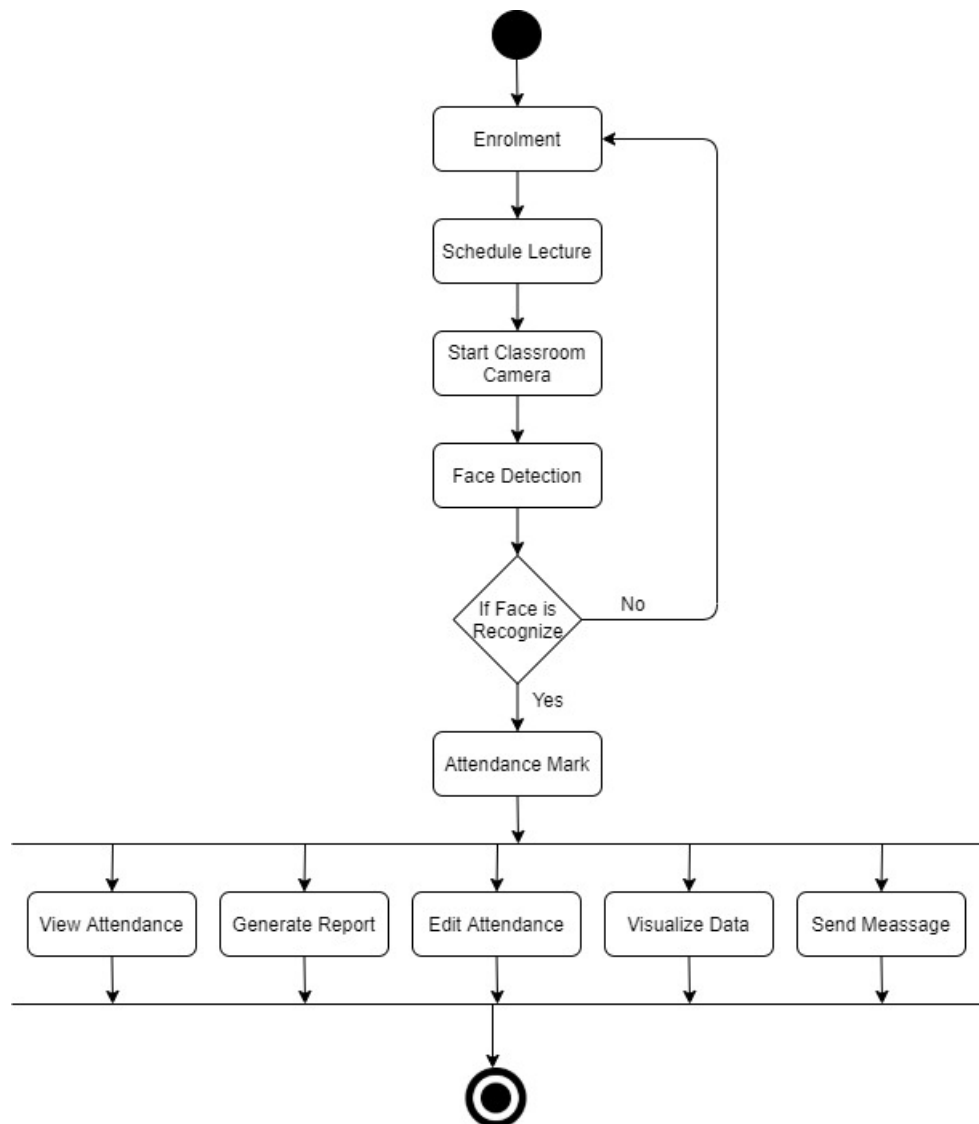 Enrolment
Schedule Lecture
Start Classroom
Camera
Face Detection
If Face is
Recognize
No
Yes
Attendance Mark
View Attendance
Generate Report
Edit Attendance
Visualize Data
Send Meassage